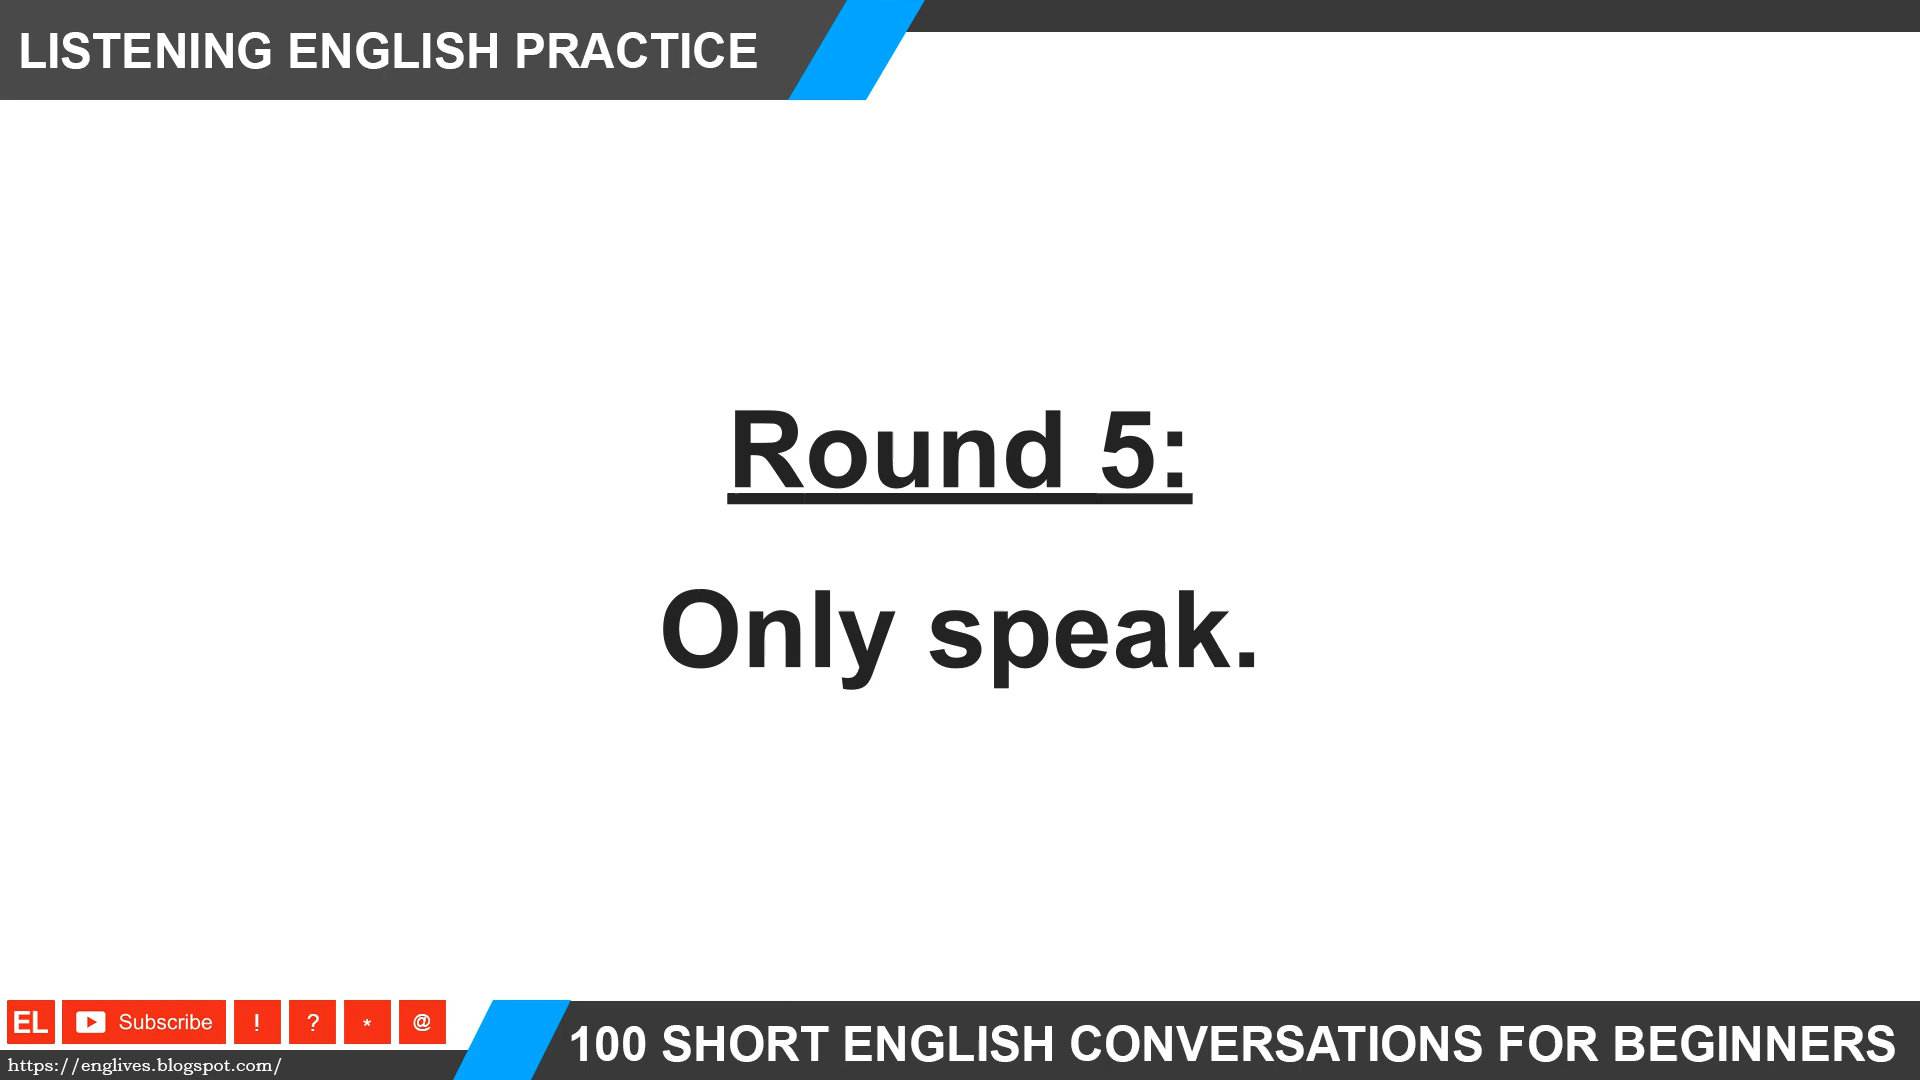 LISTENING ENGLISH PRACTICE
Round 5:
Only speak.
EL Subscribe ! ? * @
https://englives.blogspot.com/
100 SHORT ENGLISH CONVERSATIONS FOR BEGINNERS